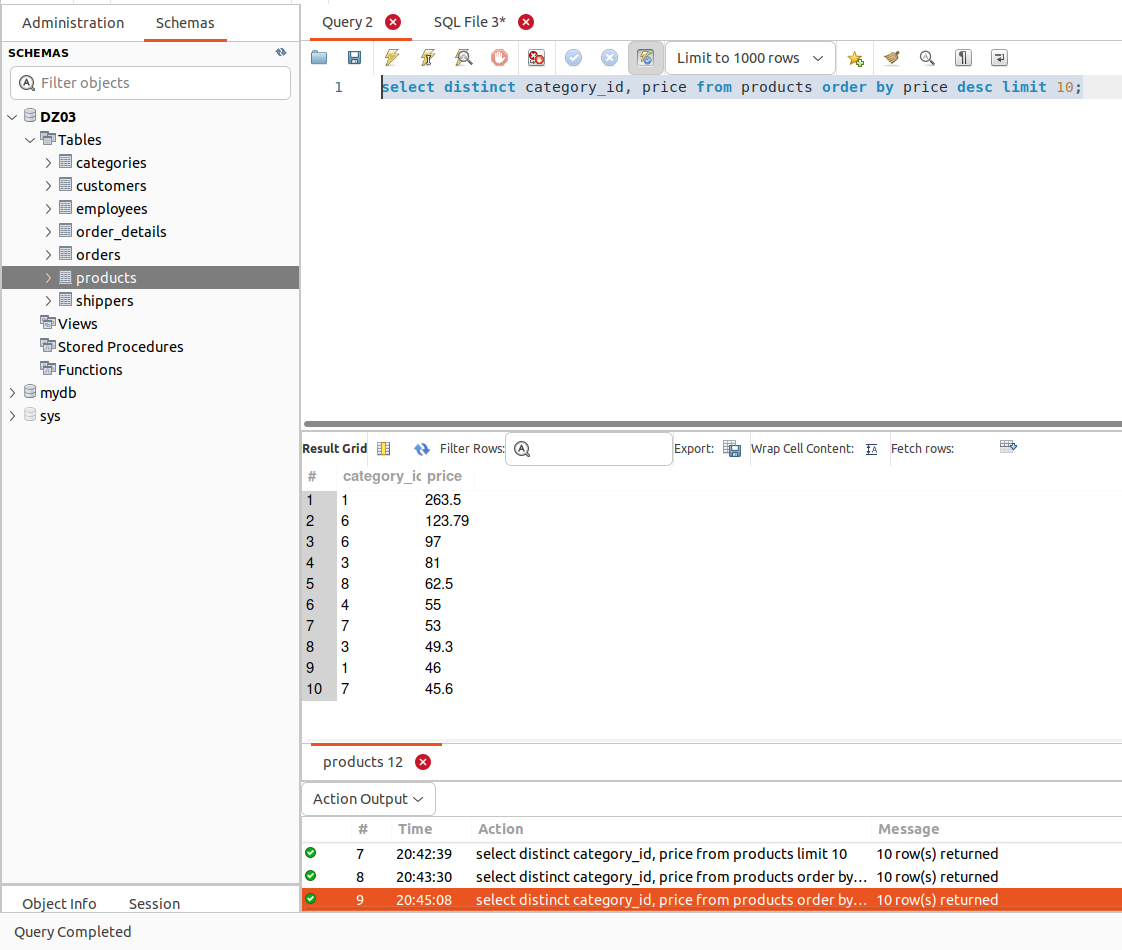 Administration Schemas
SCHEMAS
Filter objects
DZ03
Tables
categories
customers
employees
order_details
orders
products
shippers
Views
Stored Procedures
Functions
mydb
sys
Object Info Session
Query Completed
Query 2 SQL File 3*
Limit to 1000 rows
1 select distinct category_id, price from products order by price desc limit 10;
Result Grid Filter Rows: Export: Wrap Cell Content: Fetch rows:
# category_id price
1 1 263.5
2 6 123.79
3 6 97
4 3 81
5 8 62.5
6 4 55
7 7 53
8 3 49.3
9 1 46
10 7 45.6
products 12
Action Output
# Time Action Message
7 20:42:39 select distinct category_id, price from products limit 10 10 row(s) returned
8 20:43:30 select distinct category_id, price from products order by... 10 row(s) returned
9 20:45:08 select distinct category_id, price from products order by... 10 row(s) returned